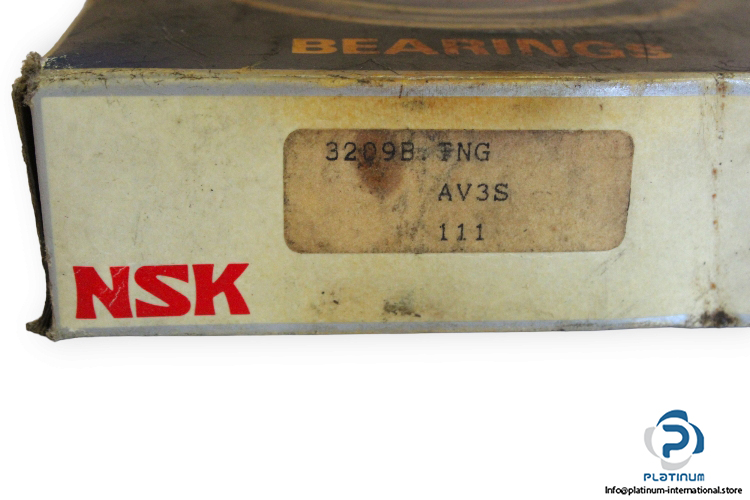 BEARINGS
3209B TNG
AV3S
111
NSK
PLATINUM
Info@platinum-international.store